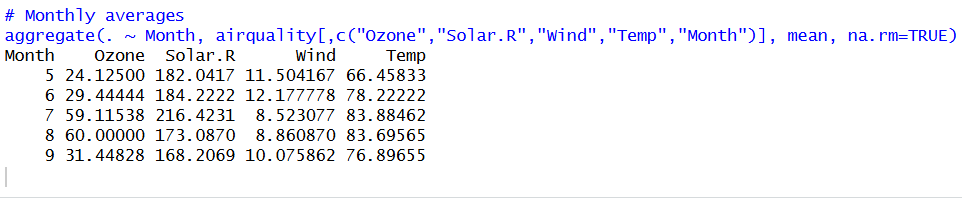 # Monthly averages
aggregate(. ~ Month, airquality[,c("Ozone","Solar.R","Wind","Temp","Month")], mean, na.rm=TRUE)
Month    Ozone  Solar.R      Wind     Temp
    5 24.12500 182.0417 11.504167 66.45833
    6 29.44444 184.2222 12.177778 78.22222
    7 59.11538 216.4231  8.523077 83.88462
    8 60.00000 173.0870  8.860870 83.69565
    9 31.44828 168.2069 10.075862 76.89655